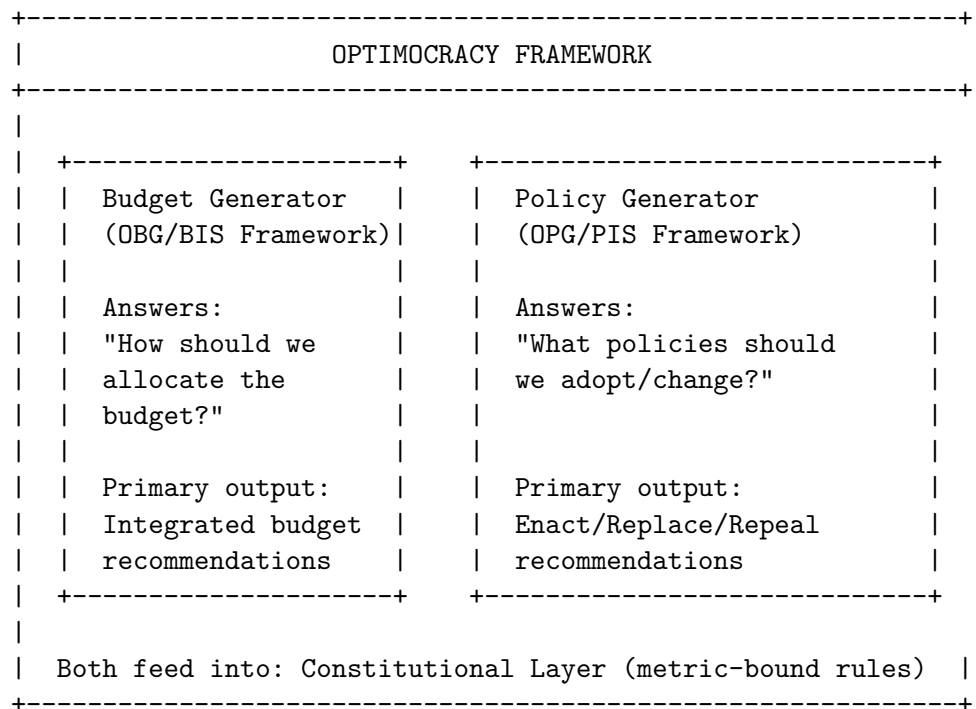 +-------------------------------------------------------------+
|                    OPTIMOCRACY FRAMEWORK
+-------------------------------------------------------------+
|
|  +---------------------+    +-----------------------------+
|  |  Budget Generator   |    |  Policy Generator           |
|  |  (OBG/BIS Framework)|    |  (OPG/PIS Framework)        |
|  |                     |    |                             |
|  |  Answers:           |    |  Answers:                   |
|  |  "How should we     |    |  "What policies should      |
|  |  allocate the       |    |  we adopt/change?"          |
|  |  budget?"           |    |                             |
|  |                     |    |                             |
|  |  Primary output:    |    |  Primary output:            |
|  |  Integrated budget  |    |  Enact/Replace/Repeal       |
|  |  recommendations    |    |  recommendations            |
|  +---------------------+    +-----------------------------+
|
|  Both feed into: Constitutional Layer (metric-bound rules)  |
+-------------------------------------------------------------+